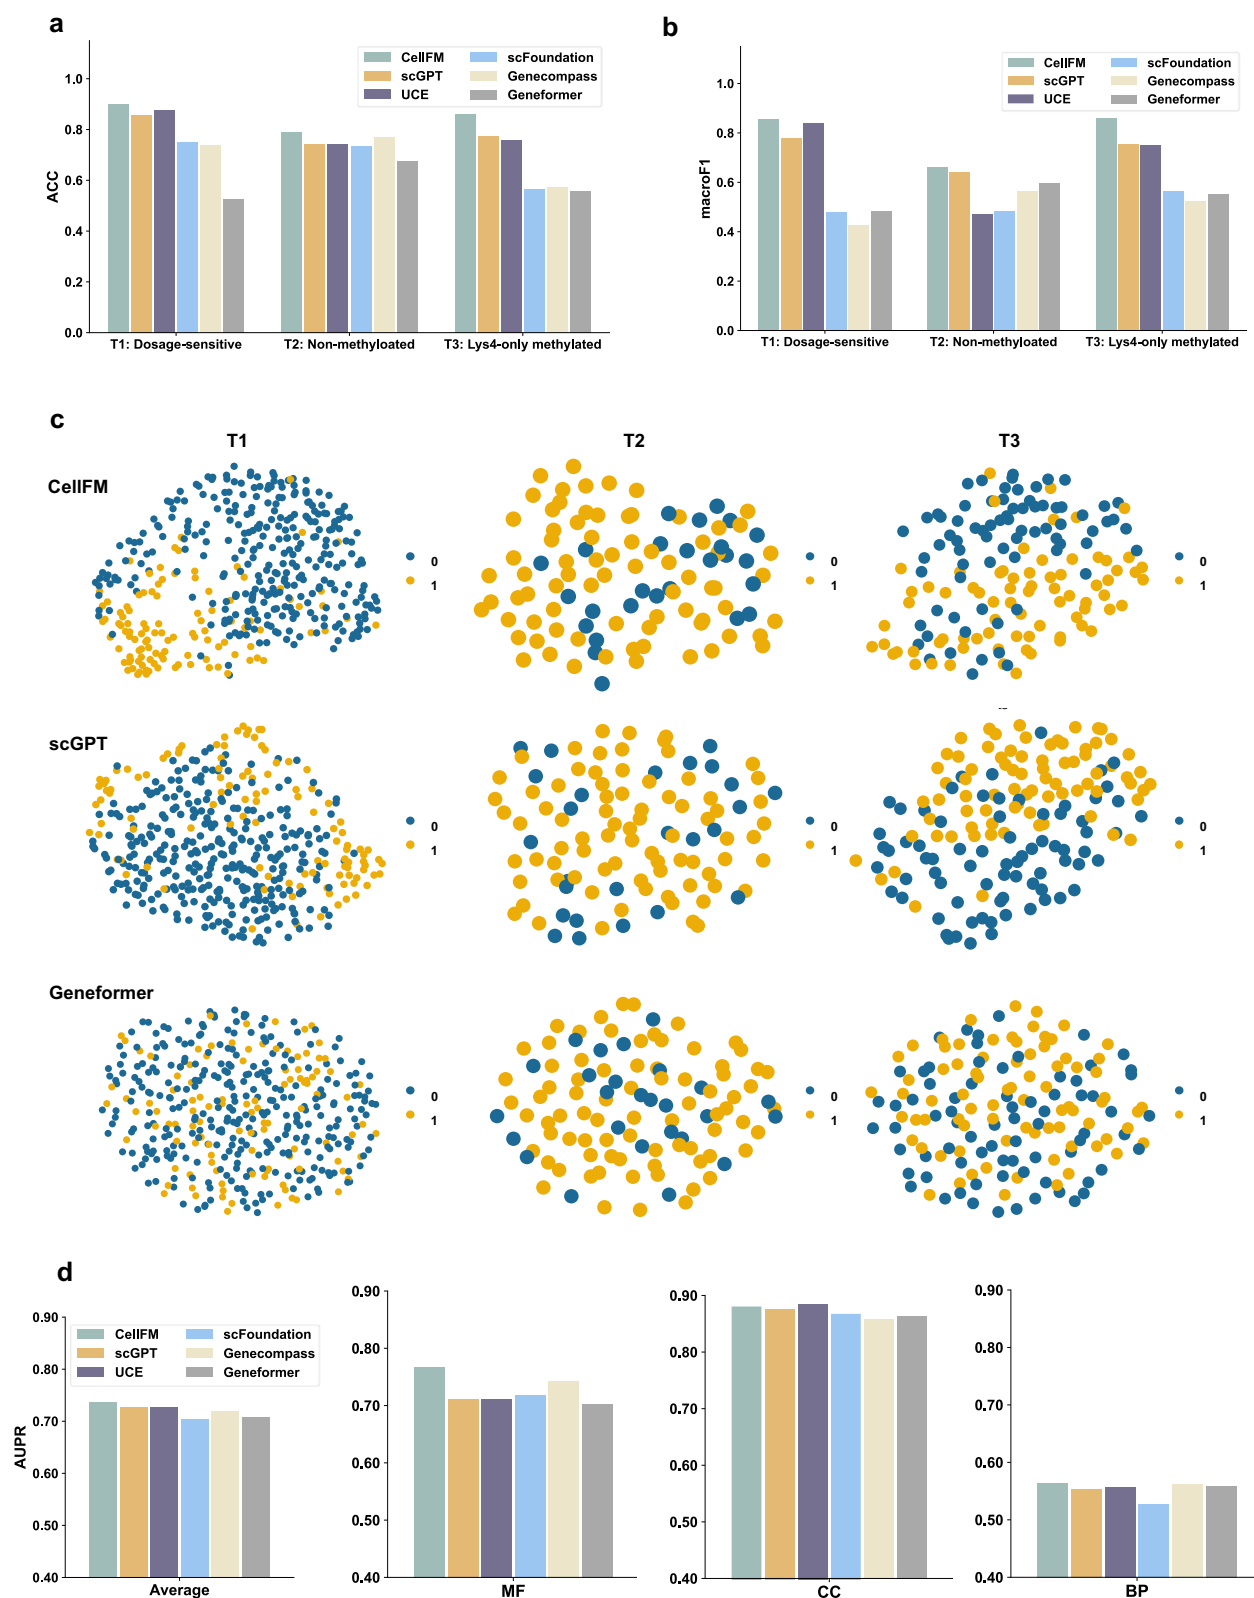 a
ACC
1.0
0.8
0.6
0.4
0.2
0.0
CellFM
scGPT
UCE
scFoundation
Genecompass
Geneformer
T1: Dosage-sensitive
T2: Non-methyloated
T3: Lys4-only methylated
b
macroF1
1.0
0.8
0.6
0.4
0.2
0.0
CellFM
scGPT
UCE
scFoundation
Genecompass
Geneformer
T1: Dosage-sensitive
T2: Non-methyloated
T3: Lys4-only methylated
c
T1
T2
T3
CellFM
0
1
0
1
0
1
scGPT
0
1
0
1
0
1
Geneformer
0
1
0
1
0
1
d
AUPR
0.90
0.80
0.70
0.60
0.50
0.40
CellFM
scGPT
UCE
scFoundation
Genecompass
Geneformer
Average
0.90
0.80
0.70
0.60
0.50
0.40
MF
0.90
0.80
0.70
0.60
0.50
0.40
CC
0.90
0.80
0.70
0.60
0.50
0.40
BP